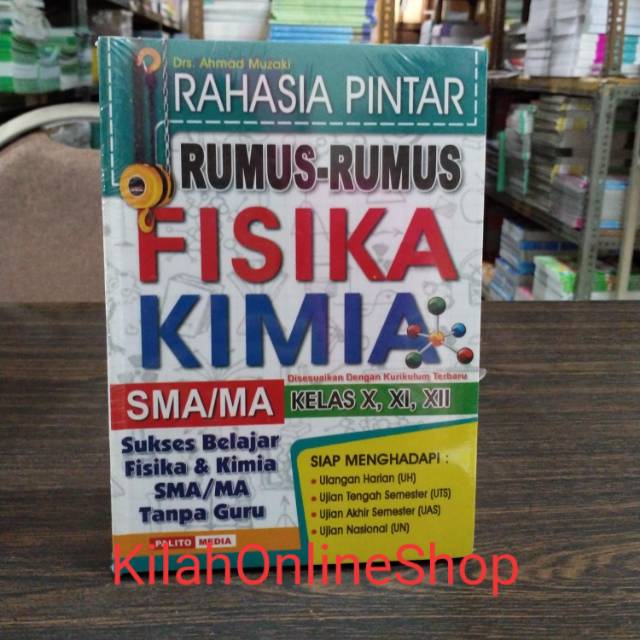 Drs. Ahmad Muzaki
RAHASIA PINTAR
RUMUS-RUMUS
FISIKA
KIMIA
Disesuaikan Dengan Kurikulum Terbaru
SMA/MA
KELAS X, XI, XII
Sukses Belajar
Fisika & Kimia
SMA/MA
Tanpa Guru
SIAP MENGHADAPI :
• Ulangan Harian (UH)
• Ujian Tengah Semester (UTS)
• Ujian Akhir Semester (UAS)
• Ujian Nasional (UN)
PALITO MEDIA
KilahOnlineShop